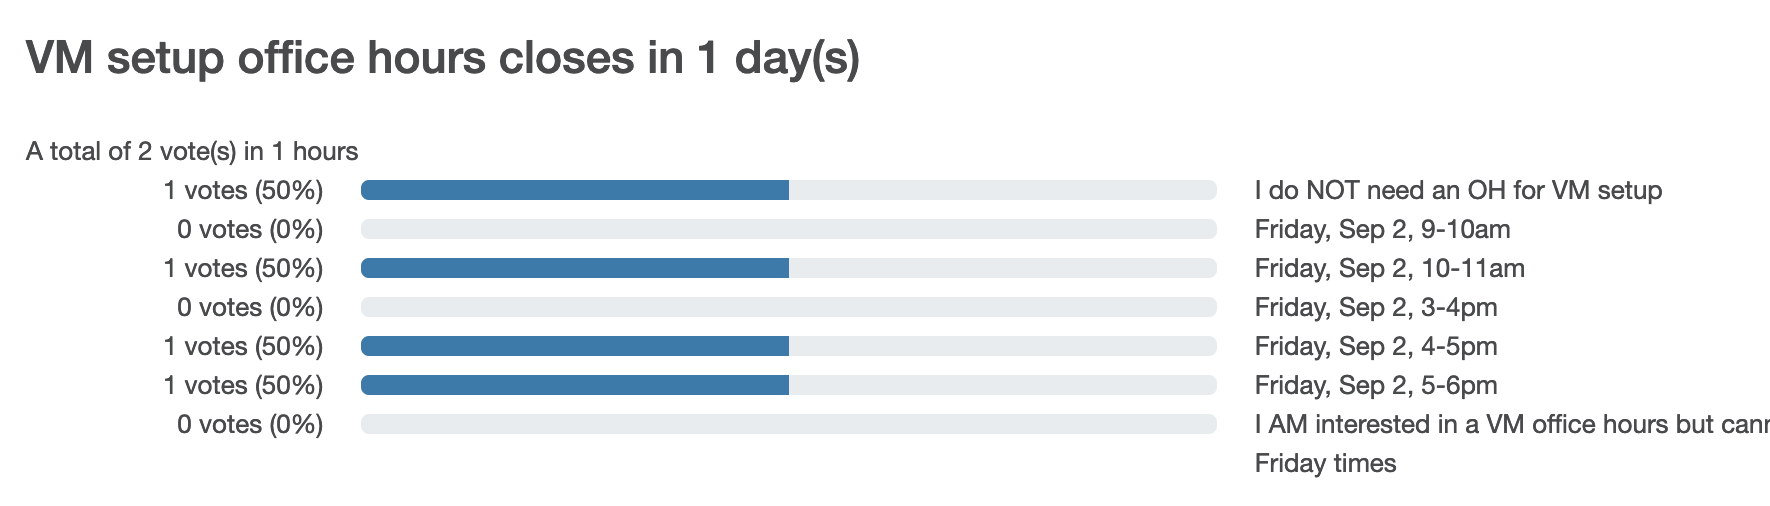 VM setup office hours closes in 1 day(s)
A total of 2 vote(s) in 1 hours
1 votes (50%) I do NOT need an OH for VM setup
0 votes (0%) Friday, Sep 2, 9-10am
1 votes (50%) Friday, Sep 2, 10-11am
0 votes (0%) Friday, Sep 2, 3-4pm
1 votes (50%) Friday, Sep 2, 4-5pm
1 votes (50%) Friday, Sep 2, 5-6pm
0 votes (0%) I AM interested in a VM office hours but
Friday times